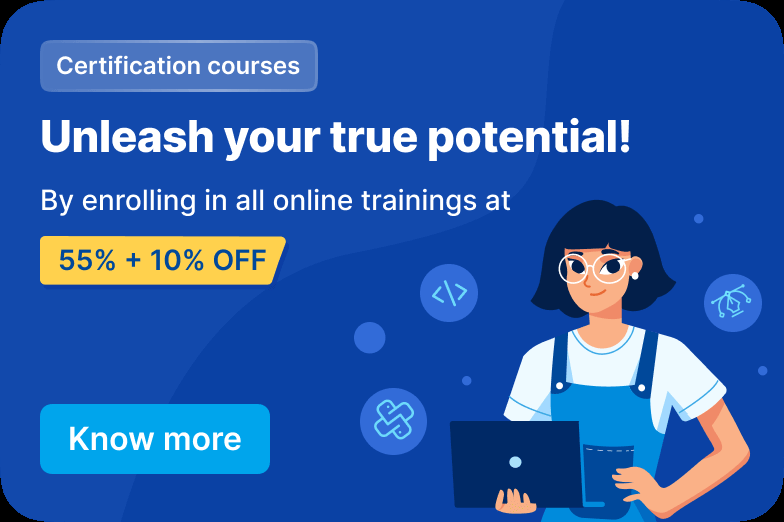 Certification courses
Unleash your true potential!
By enrolling in all online trainings at
55% + 10% OFF
</>
Know more